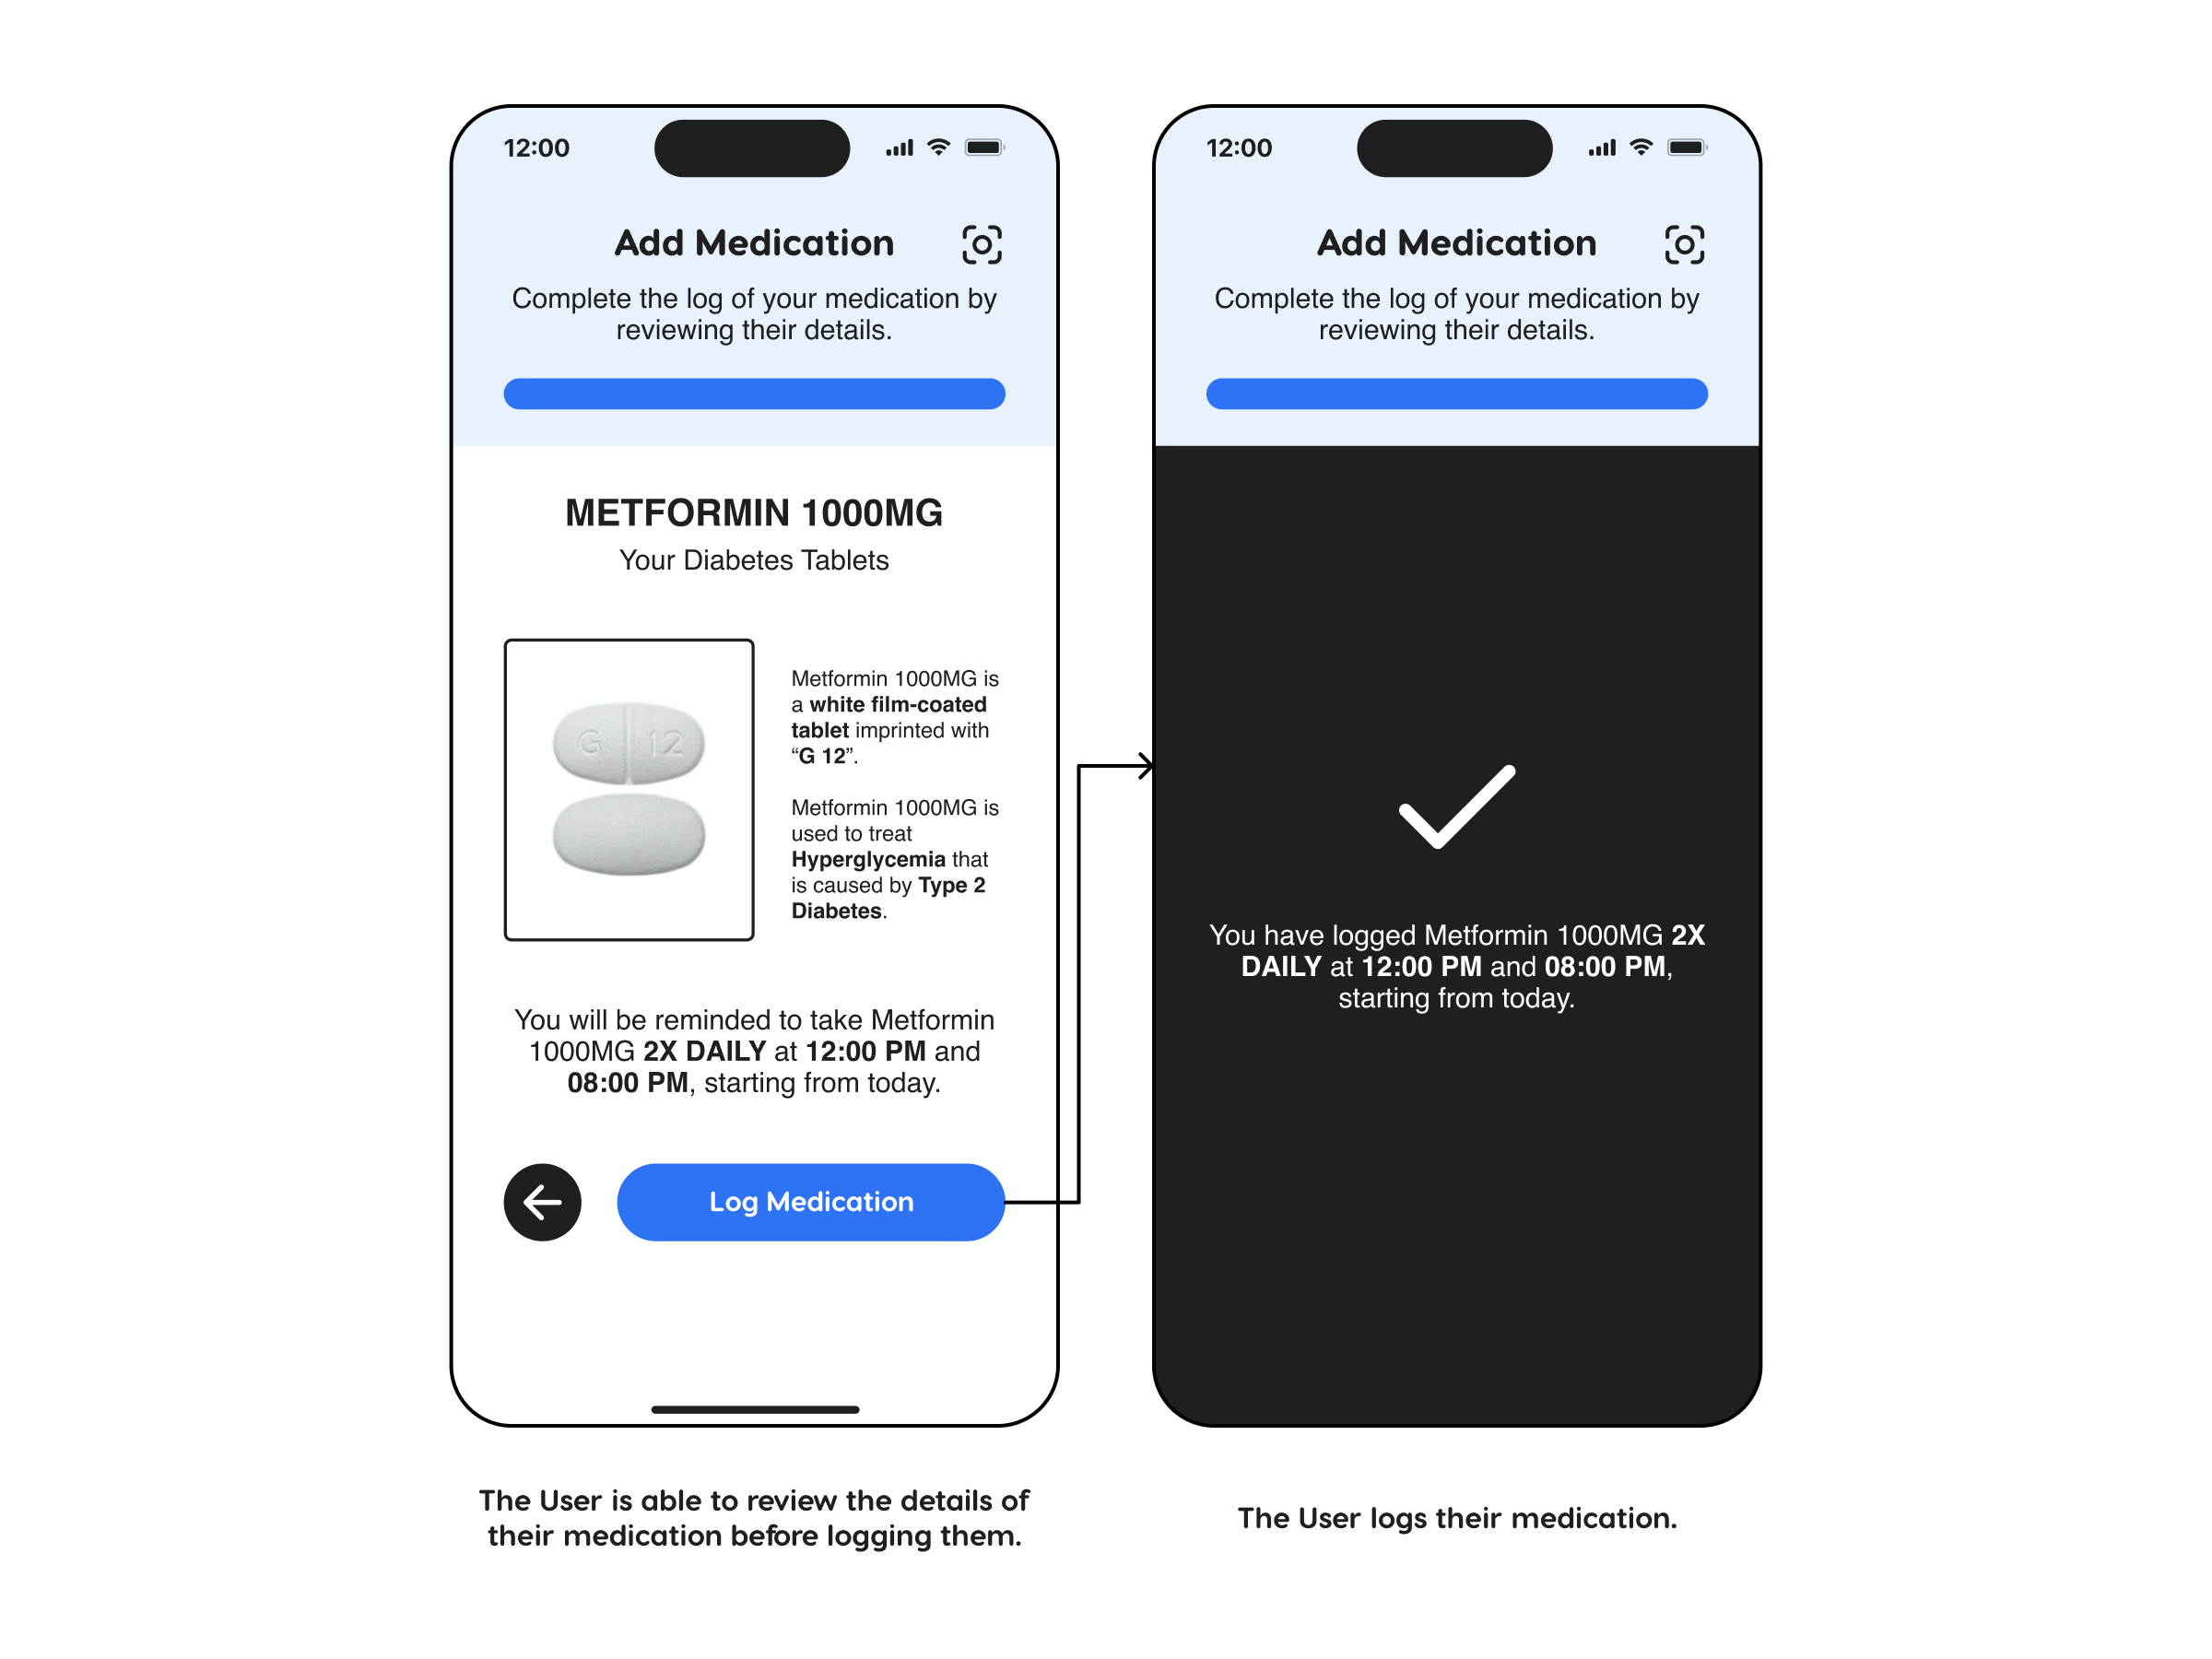 12:00
Add Medication
Complete the log of your medication by
reviewing their details.
METFORMIN 1000MG
Your Diabetes Tablets
G 12
Metformin 1000MG is
a white film-coated
tablet imprinted with
“G 12”.
Metformin 1000MG is
used to treat
Hyperglycemia that
is caused by Type 2
Diabetes.
You will be reminded to take Metformin
1000MG 2X DAILY at 12:00 PM and
08:00 PM, starting from today.
Log Medication
The User is able to review the details of
their medication before logging them.
12:00
Add Medication
Complete the log of your medication by
reviewing their details.
You have logged Metformin 1000MG 2X
DAILY at 12:00 PM and 08:00 PM,
starting from today.
The User logs their medication.